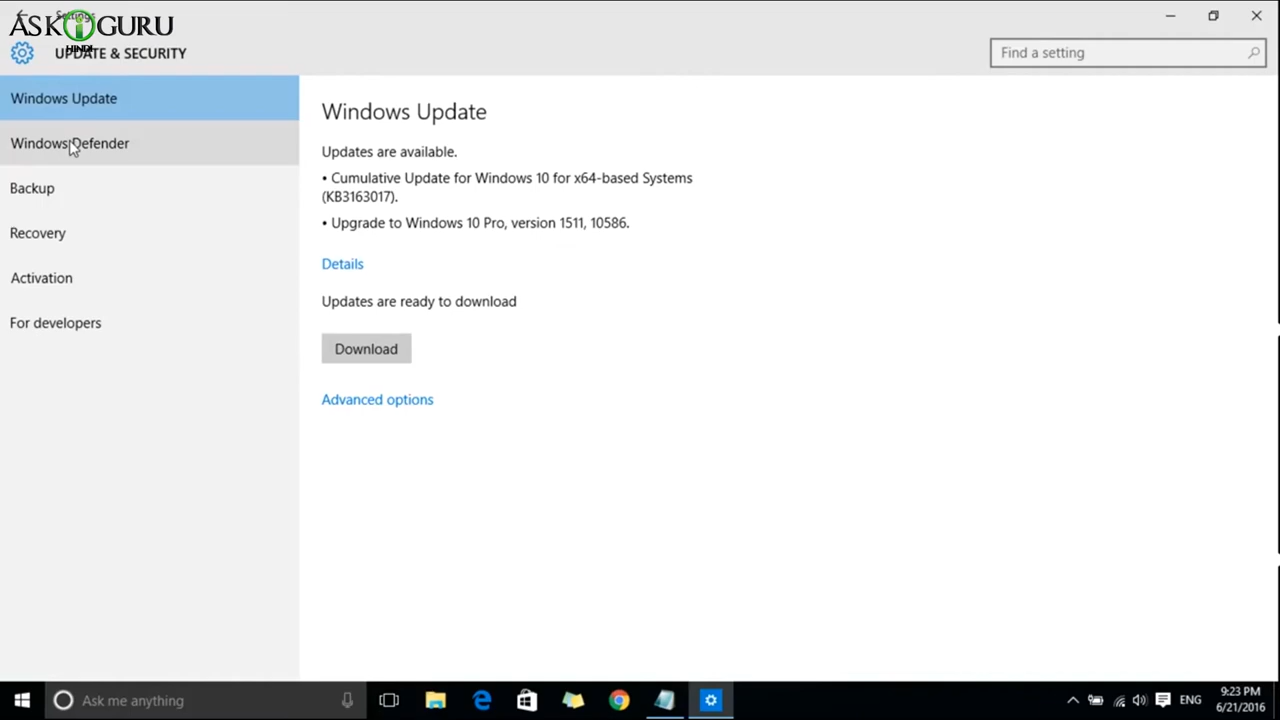 ASK i GURU
HINDI
UPDATE & SECURITY
Find a setting
Windows Update
Windows Defender
Backup
Recovery
Activation
For developers
Windows Update
Updates are available.
• Cumulative Update for Windows 10 for x64-based Systems
(KB3163017).
• Upgrade to Windows 10 Pro, version 1511, 10586.
Details
Updates are ready to download
Download
Advanced options
Ask me anything
ENG
9:23 PM
6/21/2016